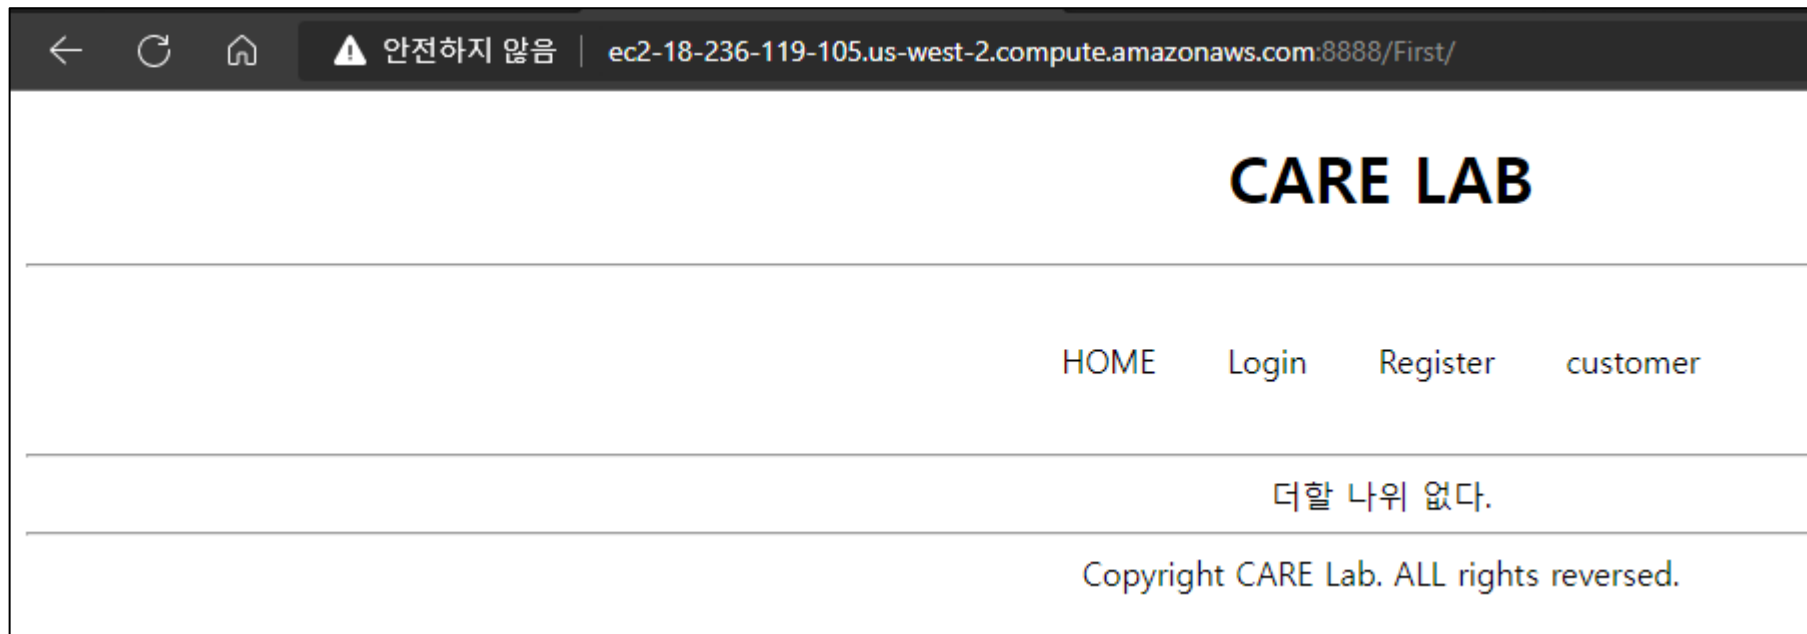 안전하지 않음 ec2-18-236-119-105.us-west-2.compute.amazonaws.com:8888/First/
CARE LAB
HOME Login Register customer
더할 나위 없다.
Copyright CARE Lab. ALL rights reversed.